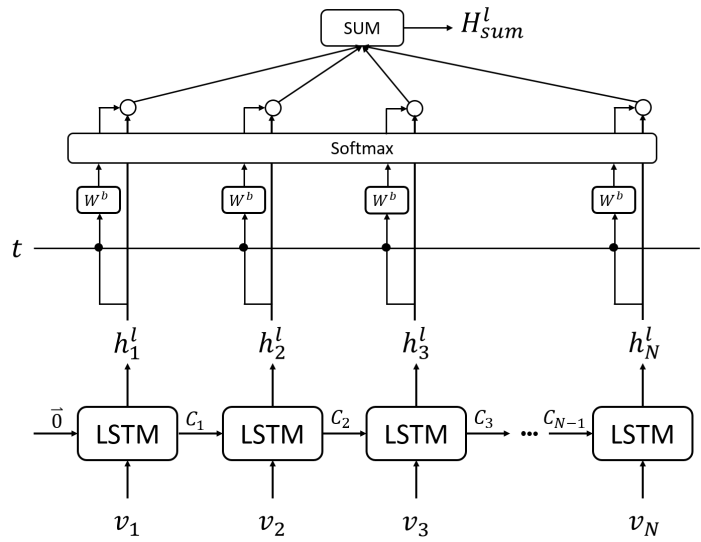 SUM H^l_sum
Softmax
W^b W^b W^b W^b
t
h^l_1 h^l_2 h^l_3 h^l_N
0⃗ C_1 C_2 C_3 ••• C_{N−1}
LSTM LSTM LSTM LSTM
v_1 v_2 v_3 v_N